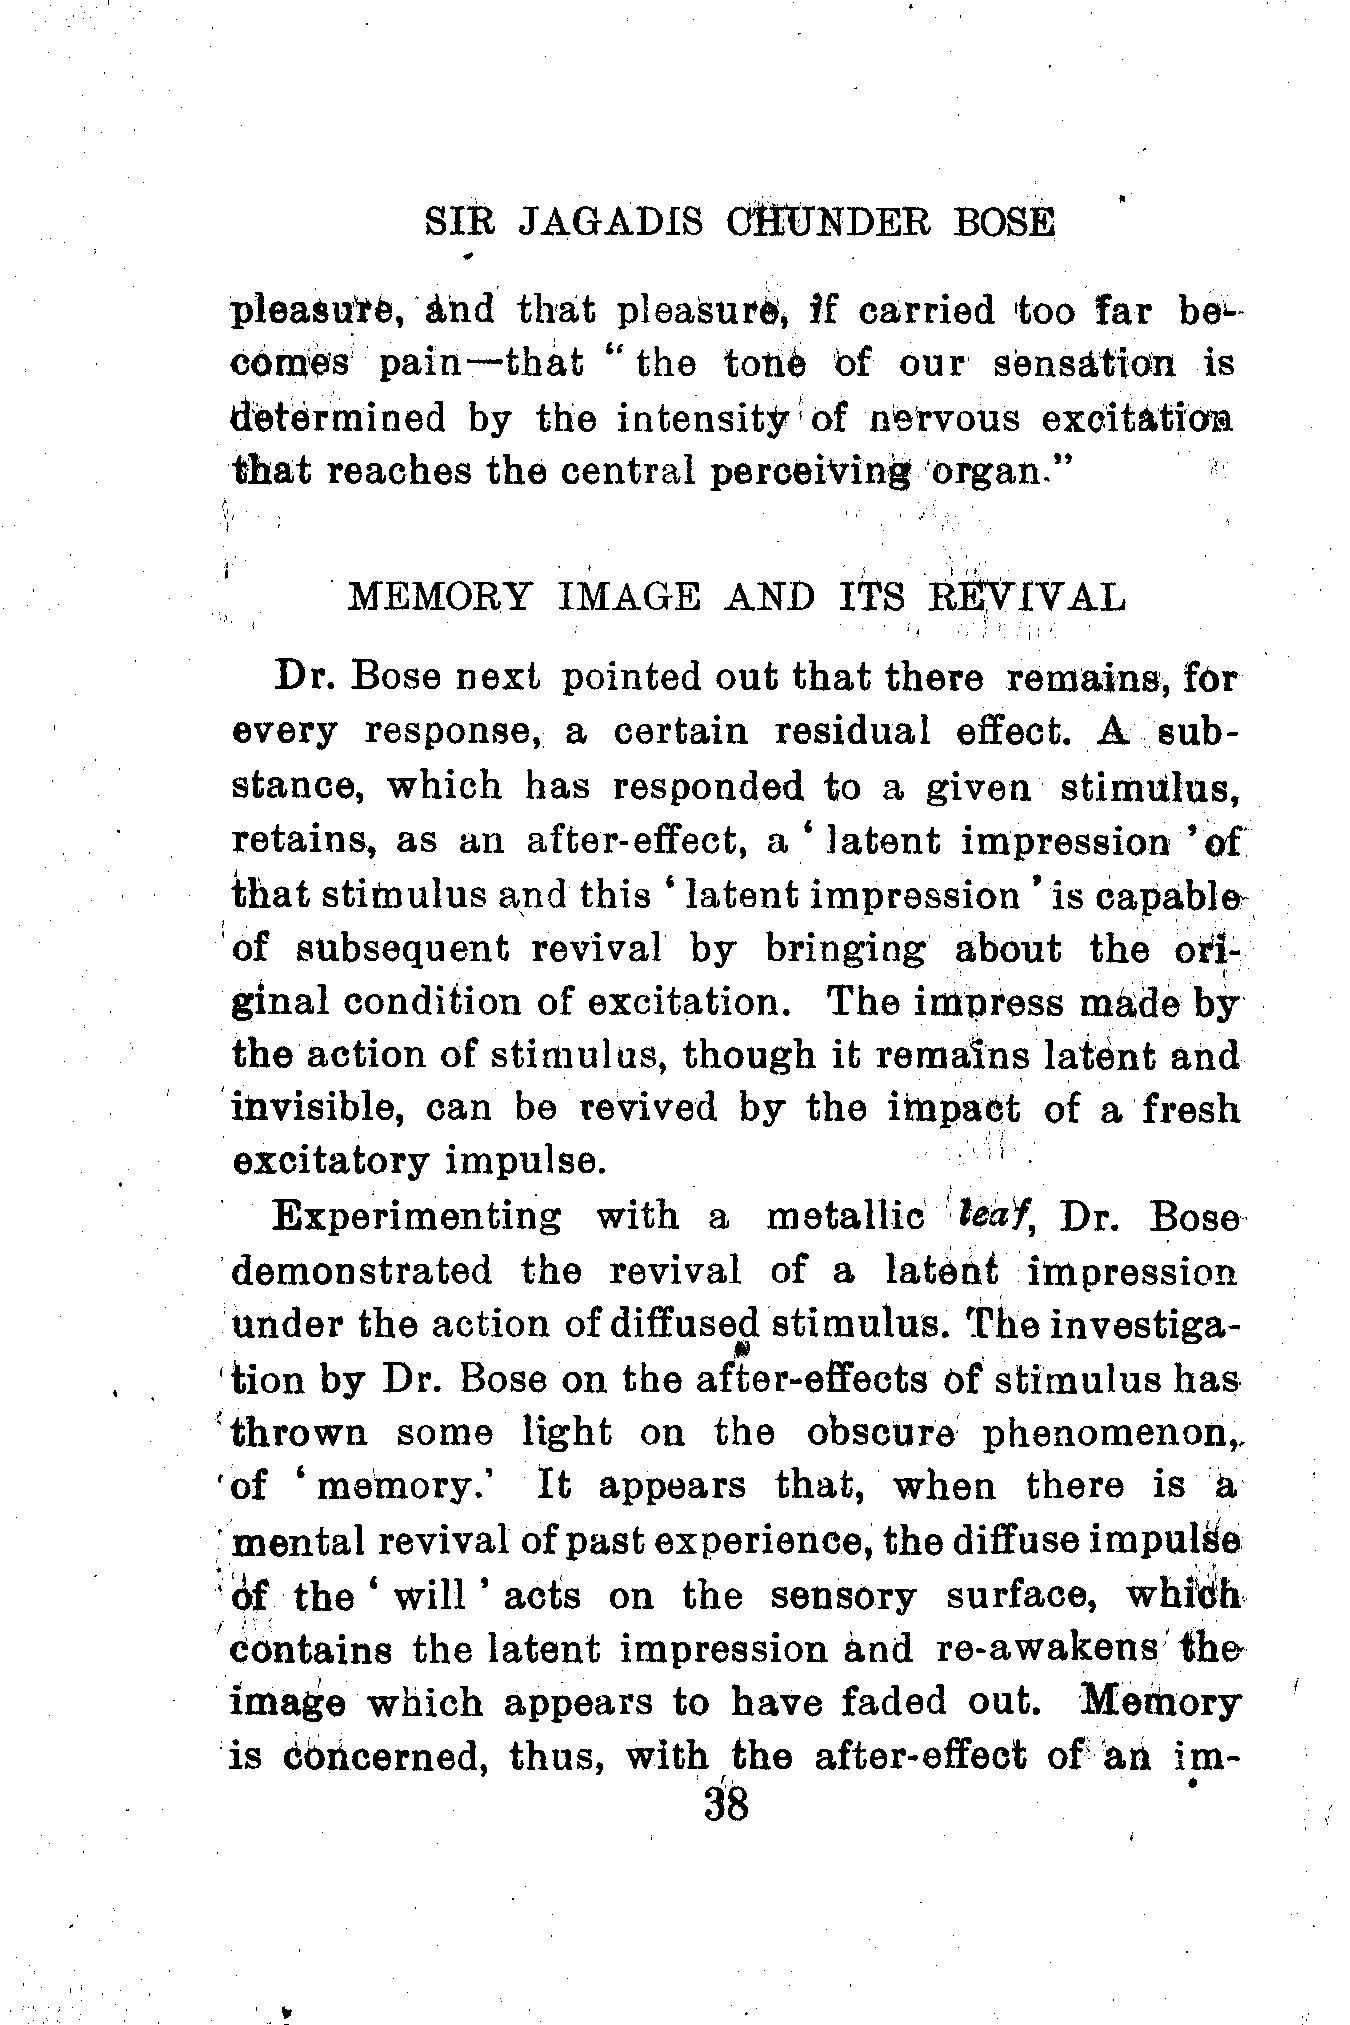 SIR JAGADIS CHUNDER BOSE
pleasure, and that pleasure, if carried too far be-
comes pain—that "the tone of our sensation is
determined by the intensity of nervous excitation
that reaches the central perceiving organ."
MEMORY IMAGE AND ITS REVIVAL
Dr. Bose next pointed out that there remains, for
every response, a certain residual effect. A sub-
stance, which has responded to a given stimulus,
retains, as an after-effect, a ' latent impression ' of
that stimulus and this ' latent impression ' is capable
of subsequent revival by bringing about the ori-
ginal condition of excitation. The impress made by
the action of stimulus, though it remains latent and
invisible, can be revived by the impact of a fresh
excitatory impulse.
Experimenting with a metallic leaf, Dr. Bose
demonstrated the revival of a latent impression
under the action of diffused stimulus. The investiga-
tion by Dr. Bose on the after-effects of stimulus has
thrown some light on the obscure phenomenon,
of ' memory.' It appears that, when there is a
mental revival of past experience, the diffuse impulse
of the ' will ' acts on the sensory surface, which
contains the latent impression and re-awakens the
image which appears to have faded out. Memory
is concerned, thus, with the after-effect of an im-
38